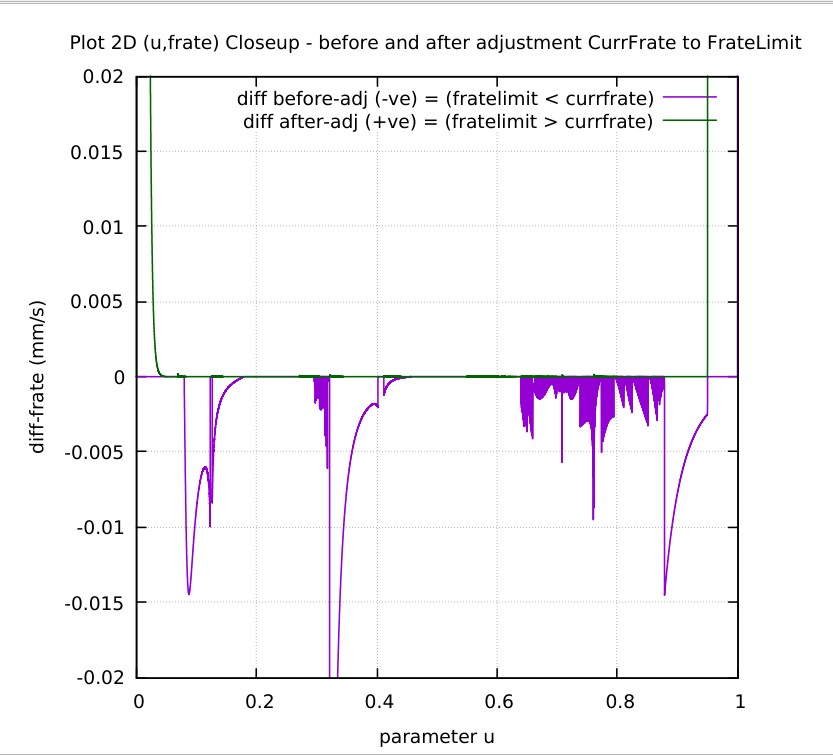 Plot 2D (u,frate) Closeup - before and after adjustment CurrFrate to FrateLimit
diff before-adj (-ve) = (fratelimit < currfrate)
diff after-adj (+ve) = (fratelimit > currfrate)
0.02
0.015
0.01
0.005
0
-0.005
-0.01
-0.015
-0.02
diff-frate (mm/s)
0 0.2 0.4 0.6 0.8 1
parameter u